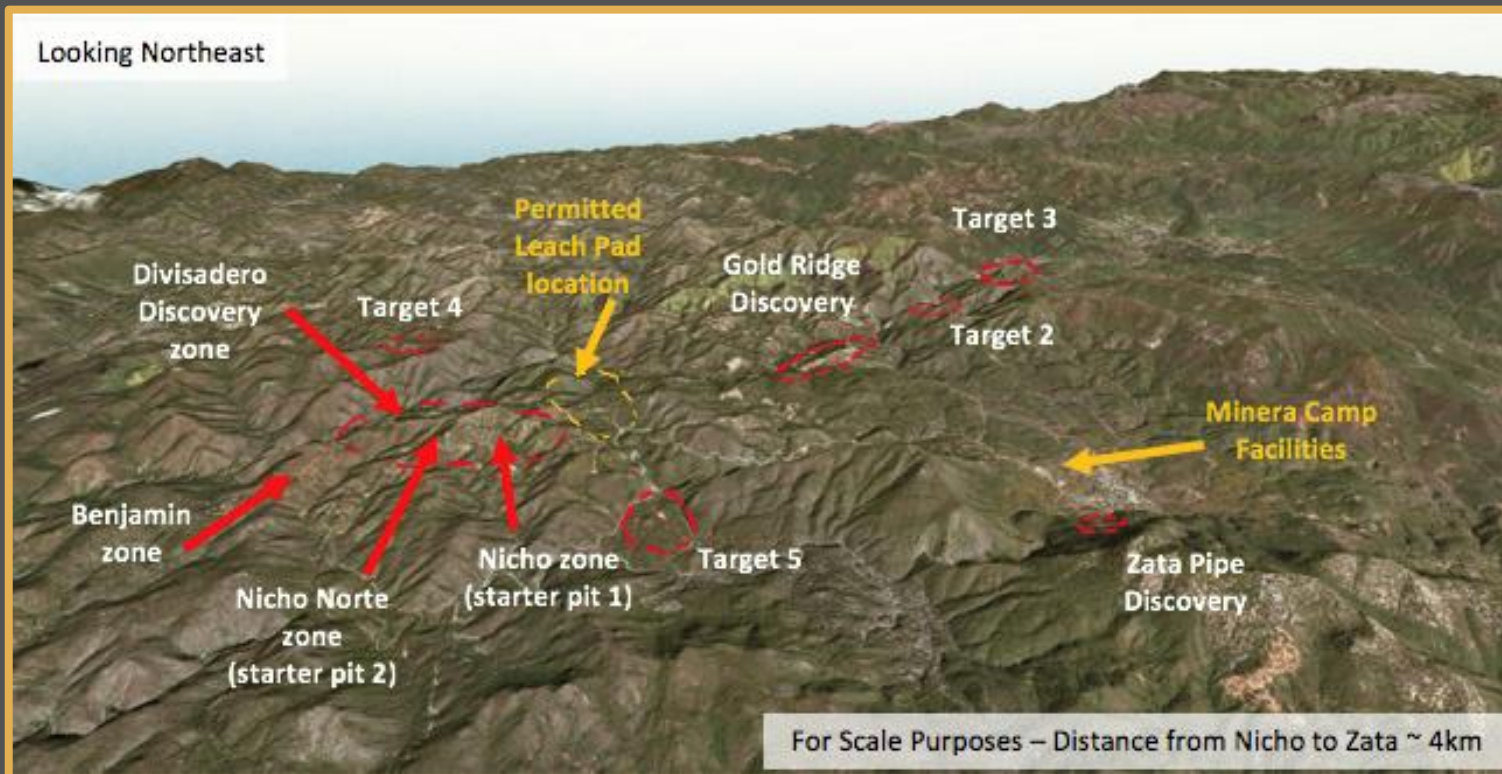 Looking Northeast
Permitted
Leach Pad
location
Target 3
Divisadero
Discovery
zone
Gold Ridge
Discovery
Target 4
Target 2
Minera Camp
Facilities
Benjamin
zone
Nicho zone
(starter pit 1)
Target 5
Zata Pipe
Discovery
Nicho Norte
zone
(starter pit 2)
For Scale Purposes – Distance from Nicho to Zata ~ 4km